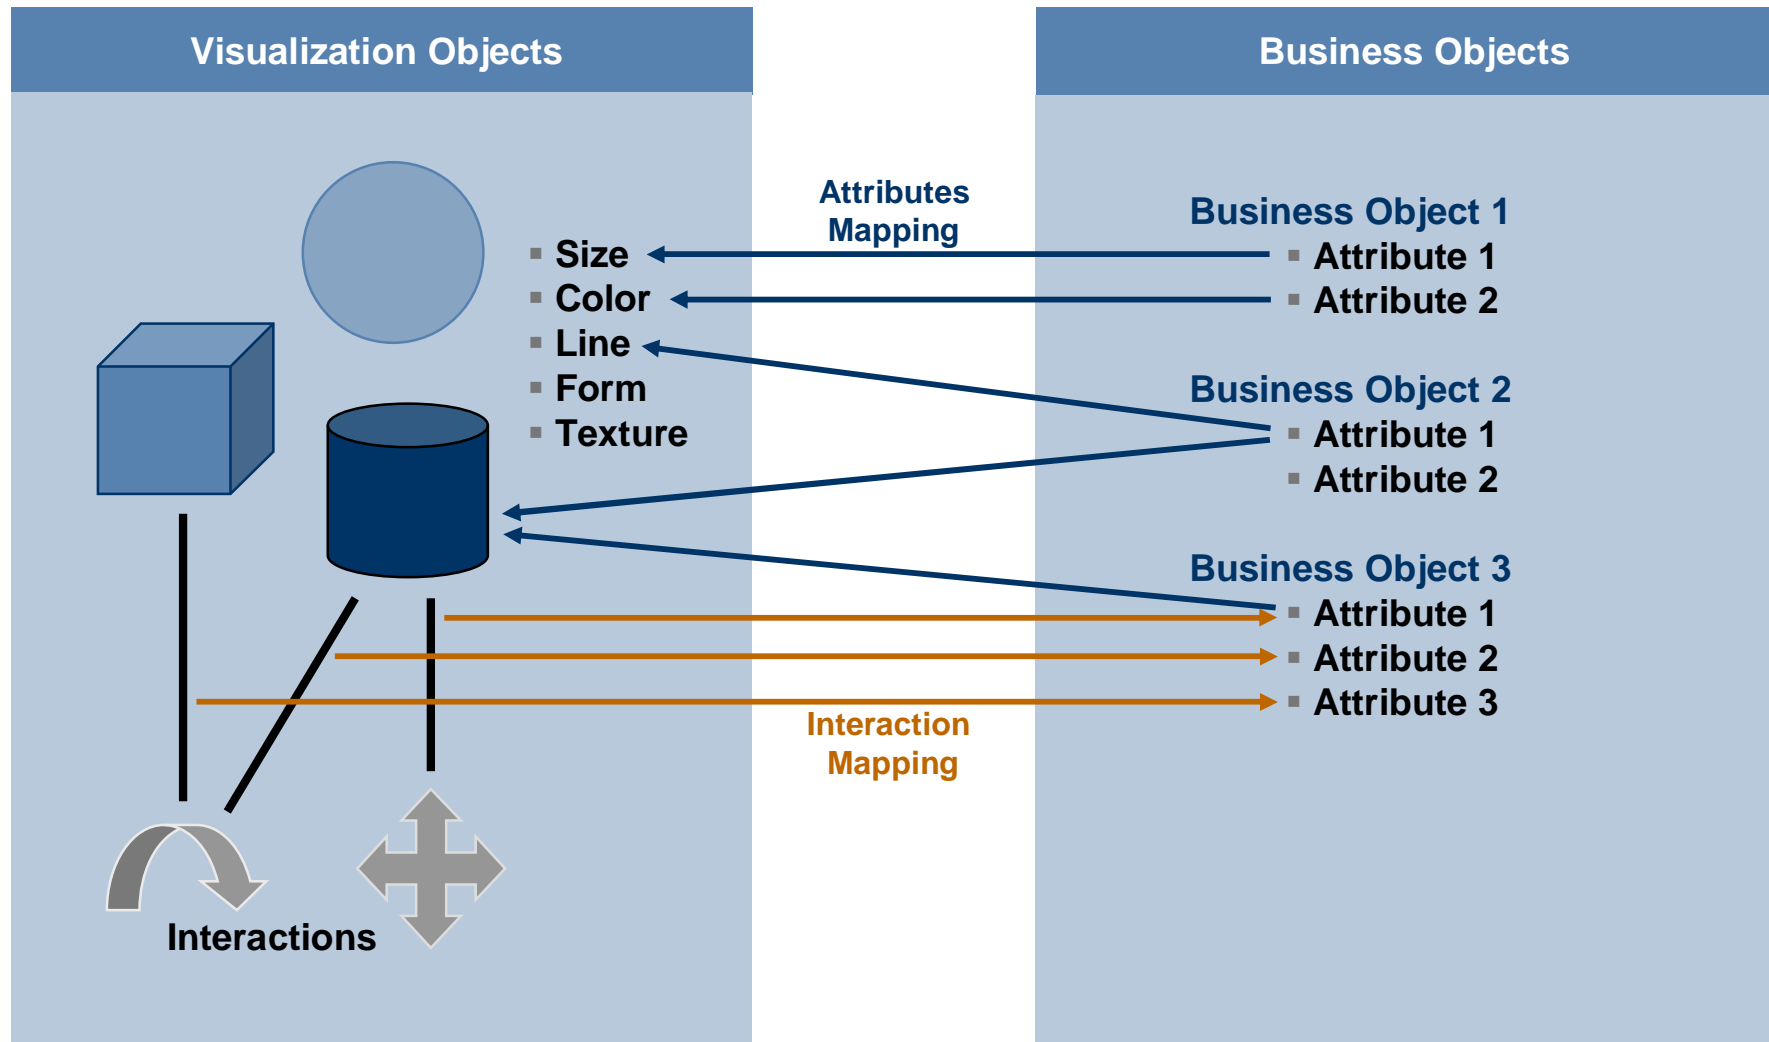 Visualization Objects
Business Objects
Size
Color
Line
Form
Texture
Interactions
Attributes
Mapping
Interaction
Mapping
Business Object 1
Attribute 1
Attribute 2
Business Object 2
Attribute 1
Attribute 2
Business Object 3
Attribute 1
Attribute 2
Attribute 3